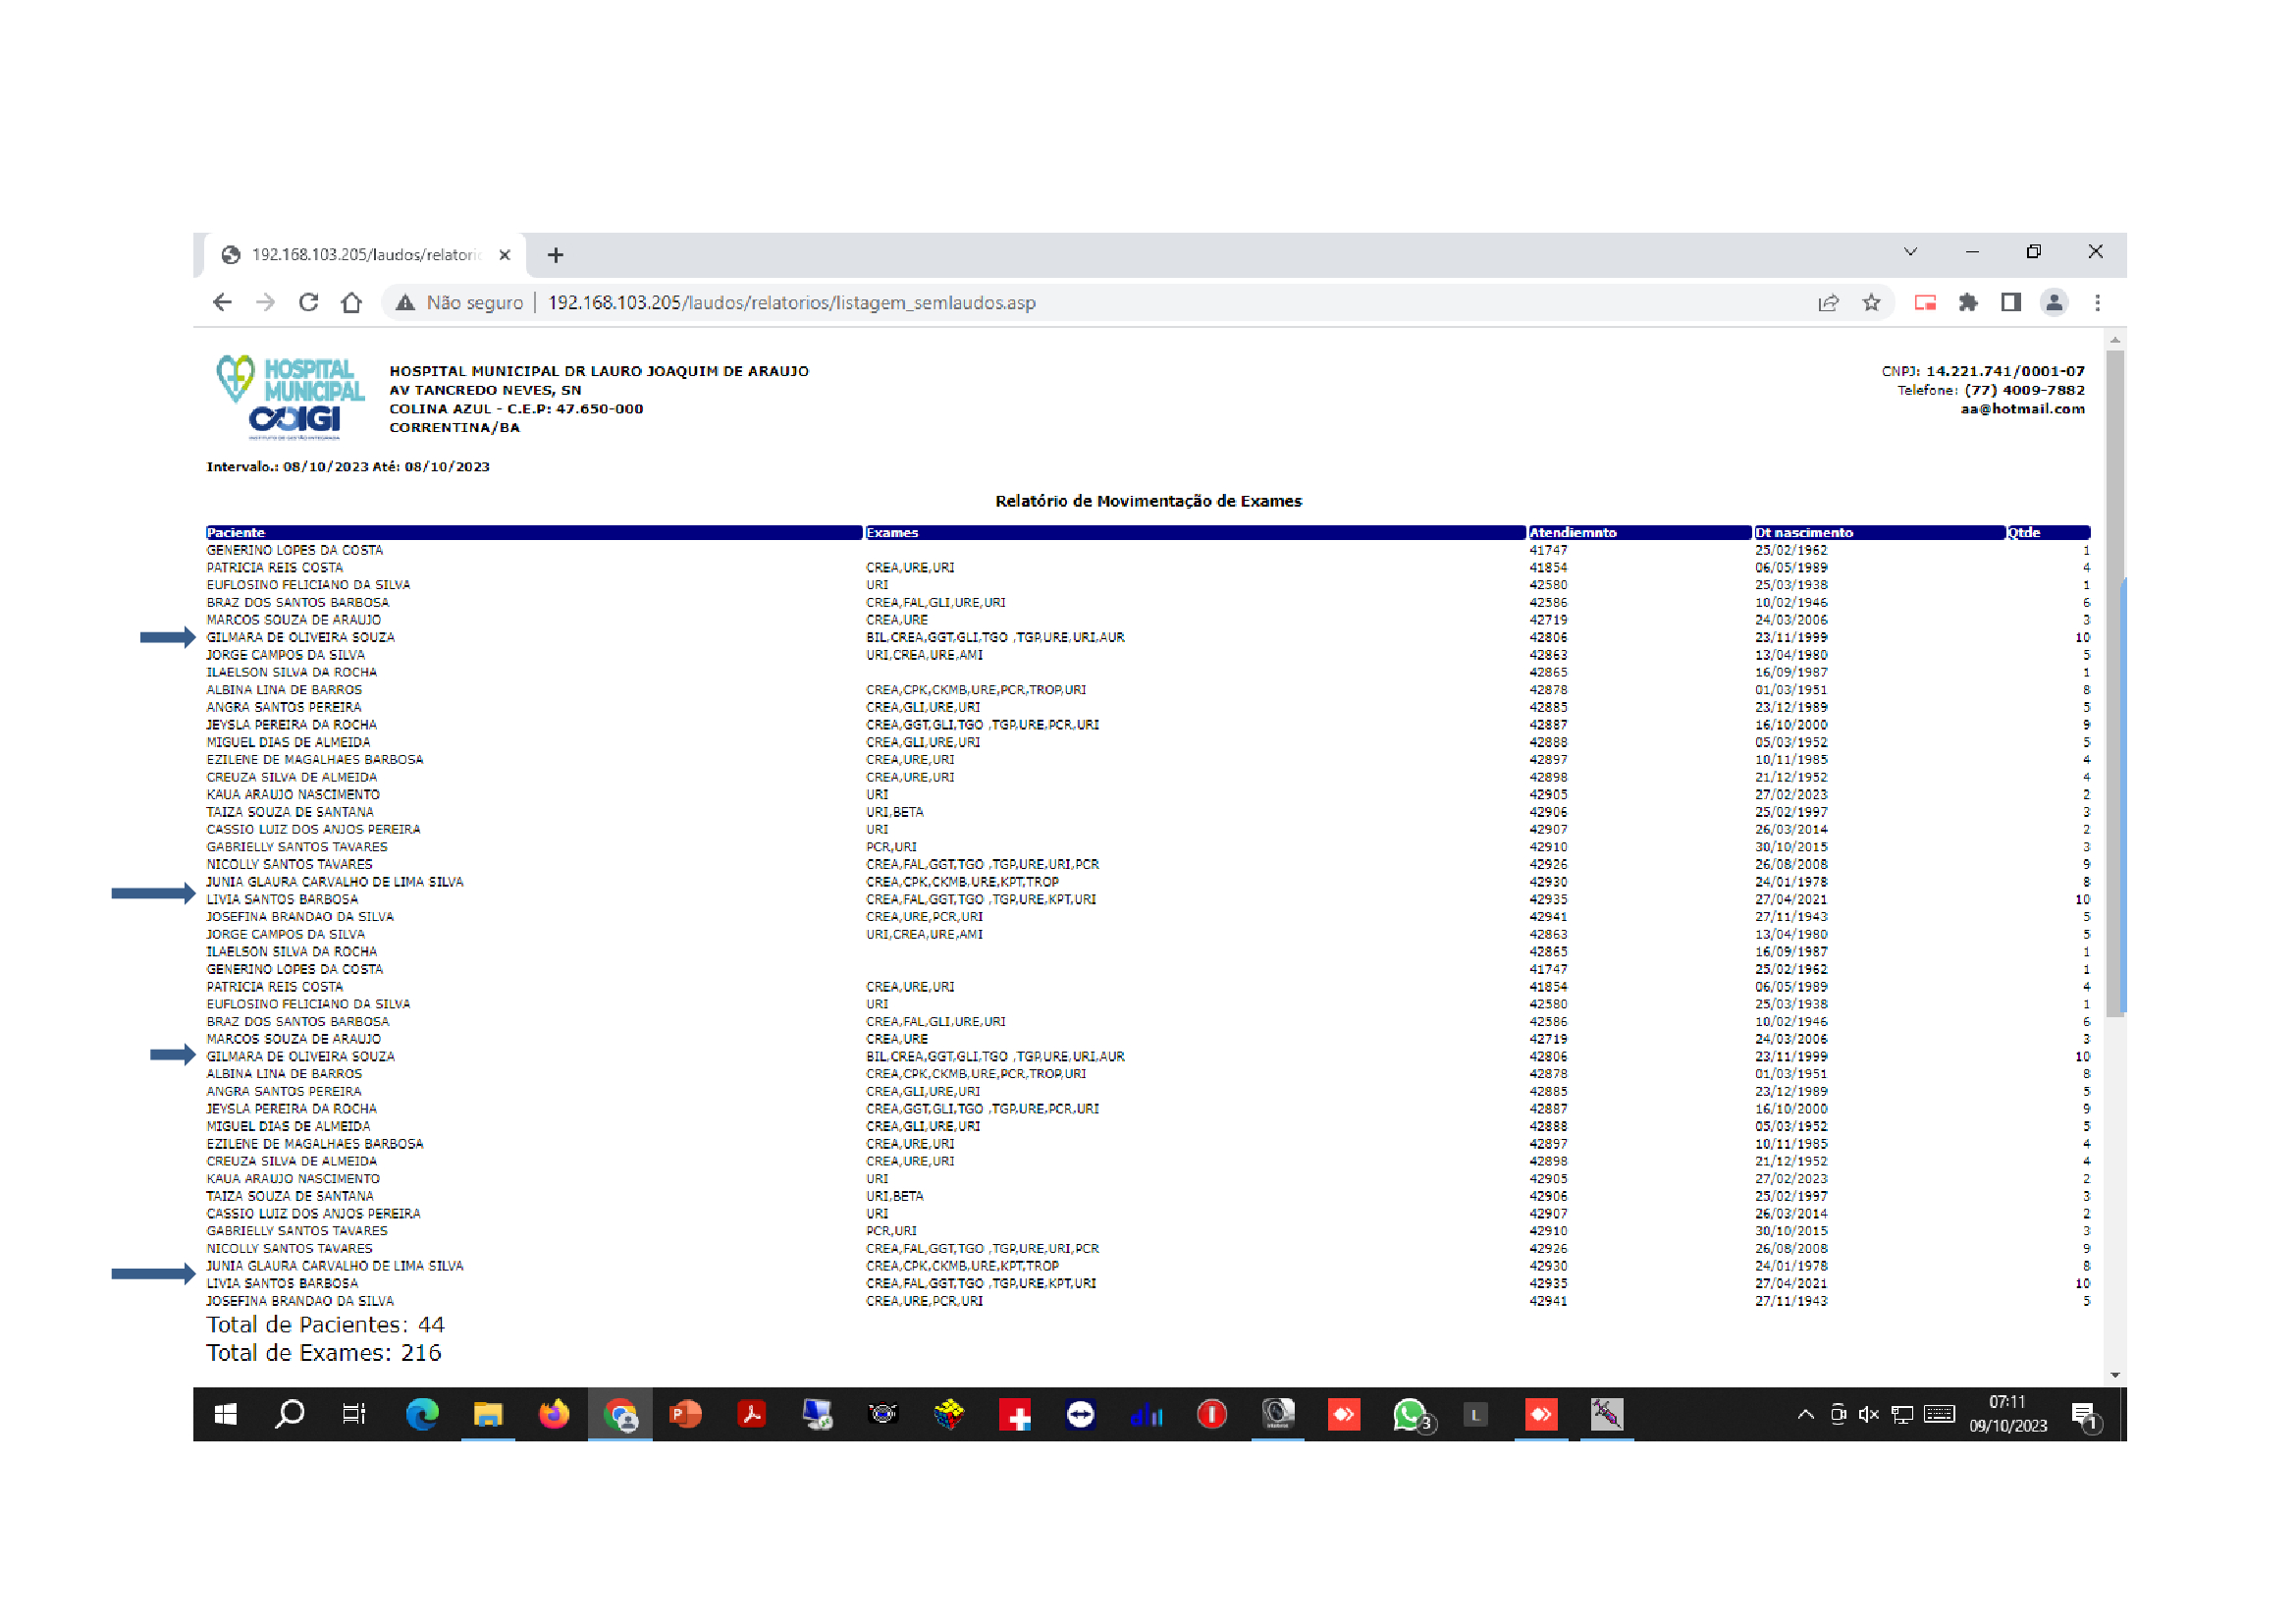 192.168.103.205/laudos/relatori
Não seguro | 192.168.103.205/laudos/relatorios/listagem_semlaudos.asp
HOSPITAL
MUNICIPAL
IGI
HOSPITAL MUNICIPAL DR LAURO JOAQUIM DE ARAUJO
AV TANCREDO NEVES, SN
COLINA AZUL - C.E.P: 47.650-000
CORRENTINA/BA
CNPJ: 14.221.741/0001-07
Telefone: (77) 4009-7882
aa@hotmail.com
Intervalo.: 08/10/2023 Até: 08/10/2023
Relatório de Movimentação de Exames
Paciente Exames Atendiemnto Dt nascimento Qtde
GENERINO LOPES DA COSTA 41747 25/02/1962 1
PATRICIA REIS COSTA CREA,URE,URI 41854 06/05/1989 4
EUFLOSINO FELICIANO DA SILVA URI 42580 25/03/1938 1
BRAZ DOS SANTOS BARBOSA CREA,FAL,GLI,URE,URI 42586 10/02/1946 6
MARCOS SOUZA DE ARAUJO CREA,URE 42719 24/03/2006 3
GILMARA DE OLIVEIRA SOUZA BIL,CREA,GGT,GLI,TGO ,TGP,URE,URI,AUR 42806 23/11/1999 10
JORGE CAMPOS DA SILVA URI,CREA,URE,AMI 42863 13/04/1980 5
ILAELSON SILVA DA ROCHA 42865 16/09/1987 1
ALBINA LINA DE BARROS CREA,CPK,CKMB,URE,PCR,TROP,URI 42878 01/03/1951 8
ANGRA SANTOS PEREIRA CREA,GLI,URE,URI 42885 23/12/1989 5
JEYSLA PEREIRA DA ROCHA CREA,GGT,GLI,TGO ,TGP,URE,PCR,URI 42887 16/10/2000 9
MIGUEL DIAS DE ALMEIDA CREA,GLI,URE,URI 42888 05/03/1952 5
EZILENE DE MAGALHAES BARBOSA CREA,URE,URI 42897 10/11/1985 4
CREUZA SILVA DE ALMEIDA CREA,URE,URI 42898 21/12/1952 4
KAUA ARAUJO NASCIMENTO URI 42905 27/02/2023 2
TAIZA SOUZA DE SANTANA URI,BETA 42906 25/02/1997 3
CASSIO LUIZ DOS ANJOS PEREIRA URI 42907 26/03/2014 2
GABRIELLY SANTOS TAVARES PCR,URI 42910 30/10/2015 3
NICOLLY SANTOS TAVARES CREA,FAL,GGT,TGO ,TGP,URE,URI,PCR 42926 26/08/2008 9
JUNIA GLAURA CARVALHO DE LIMA SILVA CREA,CPK,CKMB,URE,KPT,TROP 42930 24/01/1978 8
LIVIA SANTOS BARBOSA CREA,FAL,GGT,TGO ,TGP,URE,KPT,URI 42935 27/04/2021 10
JOSEFINA BRANDAO DA SILVA CREA,URE,PCR,URI 42941 27/11/1943 5
JORGE CAMPOS DA SILVA URI,CREA,URE,AMI 42863 13/04/1980 5
ILAELSON SILVA DA ROCHA 42865 16/09/1987 1
GENERINO LOPES DA COSTA 41747 25/02/1962 1
PATRICIA REIS COSTA CREA,URE,URI 41854 06/05/1989 4
EUFLOSINO FELICIANO DA SILVA URI 42580 25/03/1938 1
BRAZ DOS SANTOS BARBOSA CREA,FAL,GLI,URE,URI 42586 10/02/1946 6
MARCOS SOUZA DE ARAUJO CREA,URE 42719 24/03/2006 3
GILMARA DE OLIVEIRA SOUZA BIL,CREA,GGT,GLI,TGO ,TGP,URE,URI,AUR 42806 23/11/1999 10
ALBINA LINA DE BARROS CREA,CPK,CKMB,URE,PCR,TROP,URI 42878 01/03/1951 8
ANGRA SANTOS PEREIRA CREA,GLI,URE,URI 42885 23/12/1989 5
JEYSLA PEREIRA DA ROCHA CREA,GGT,GLI,TGO ,TGP,URE,PCR,URI 42887 16/10/2000 9
MIGUEL DIAS DE ALMEIDA CREA,GLI,URE,URI 42888 05/03/1952 5
EZILENE DE MAGALHAES BARBOSA CREA,URE,URI 42897 10/11/1985 4
CREUZA SILVA DE ALMEIDA CREA,URE,URI 42898 21/12/1952 4
KAUA ARAUJO NASCIMENTO URI 42905 27/02/2023 2
TAIZA SOUZA DE SANTANA URI,BETA 42906 25/02/1997 3
CASSIO LUIZ DOS ANJOS PEREIRA URI 42907 26/03/2014 2
GABRIELLY SANTOS TAVARES PCR,URI 42910 30/10/2015 3
NICOLLY SANTOS TAVARES CREA,FAL,GGT,TGO ,TGP,URE,URI,PCR 42926 26/08/2008 9
JUNIA GLAURA CARVALHO DE LIMA SILVA CREA,CPK,CKMB,URE,KPT,TROP 42930 24/01/1978 8
LIVIA SANTOS BARBOSA CREA,FAL,GGT,TGO ,TGP,URE,KPT,URI 42935 27/04/2021 10
JOSEFINA BRANDAO DA SILVA CREA,URE,PCR,URI 42941 27/11/1943 5
Total de Pacientes: 44
Total de Exames: 216
07:11
09/10/2023